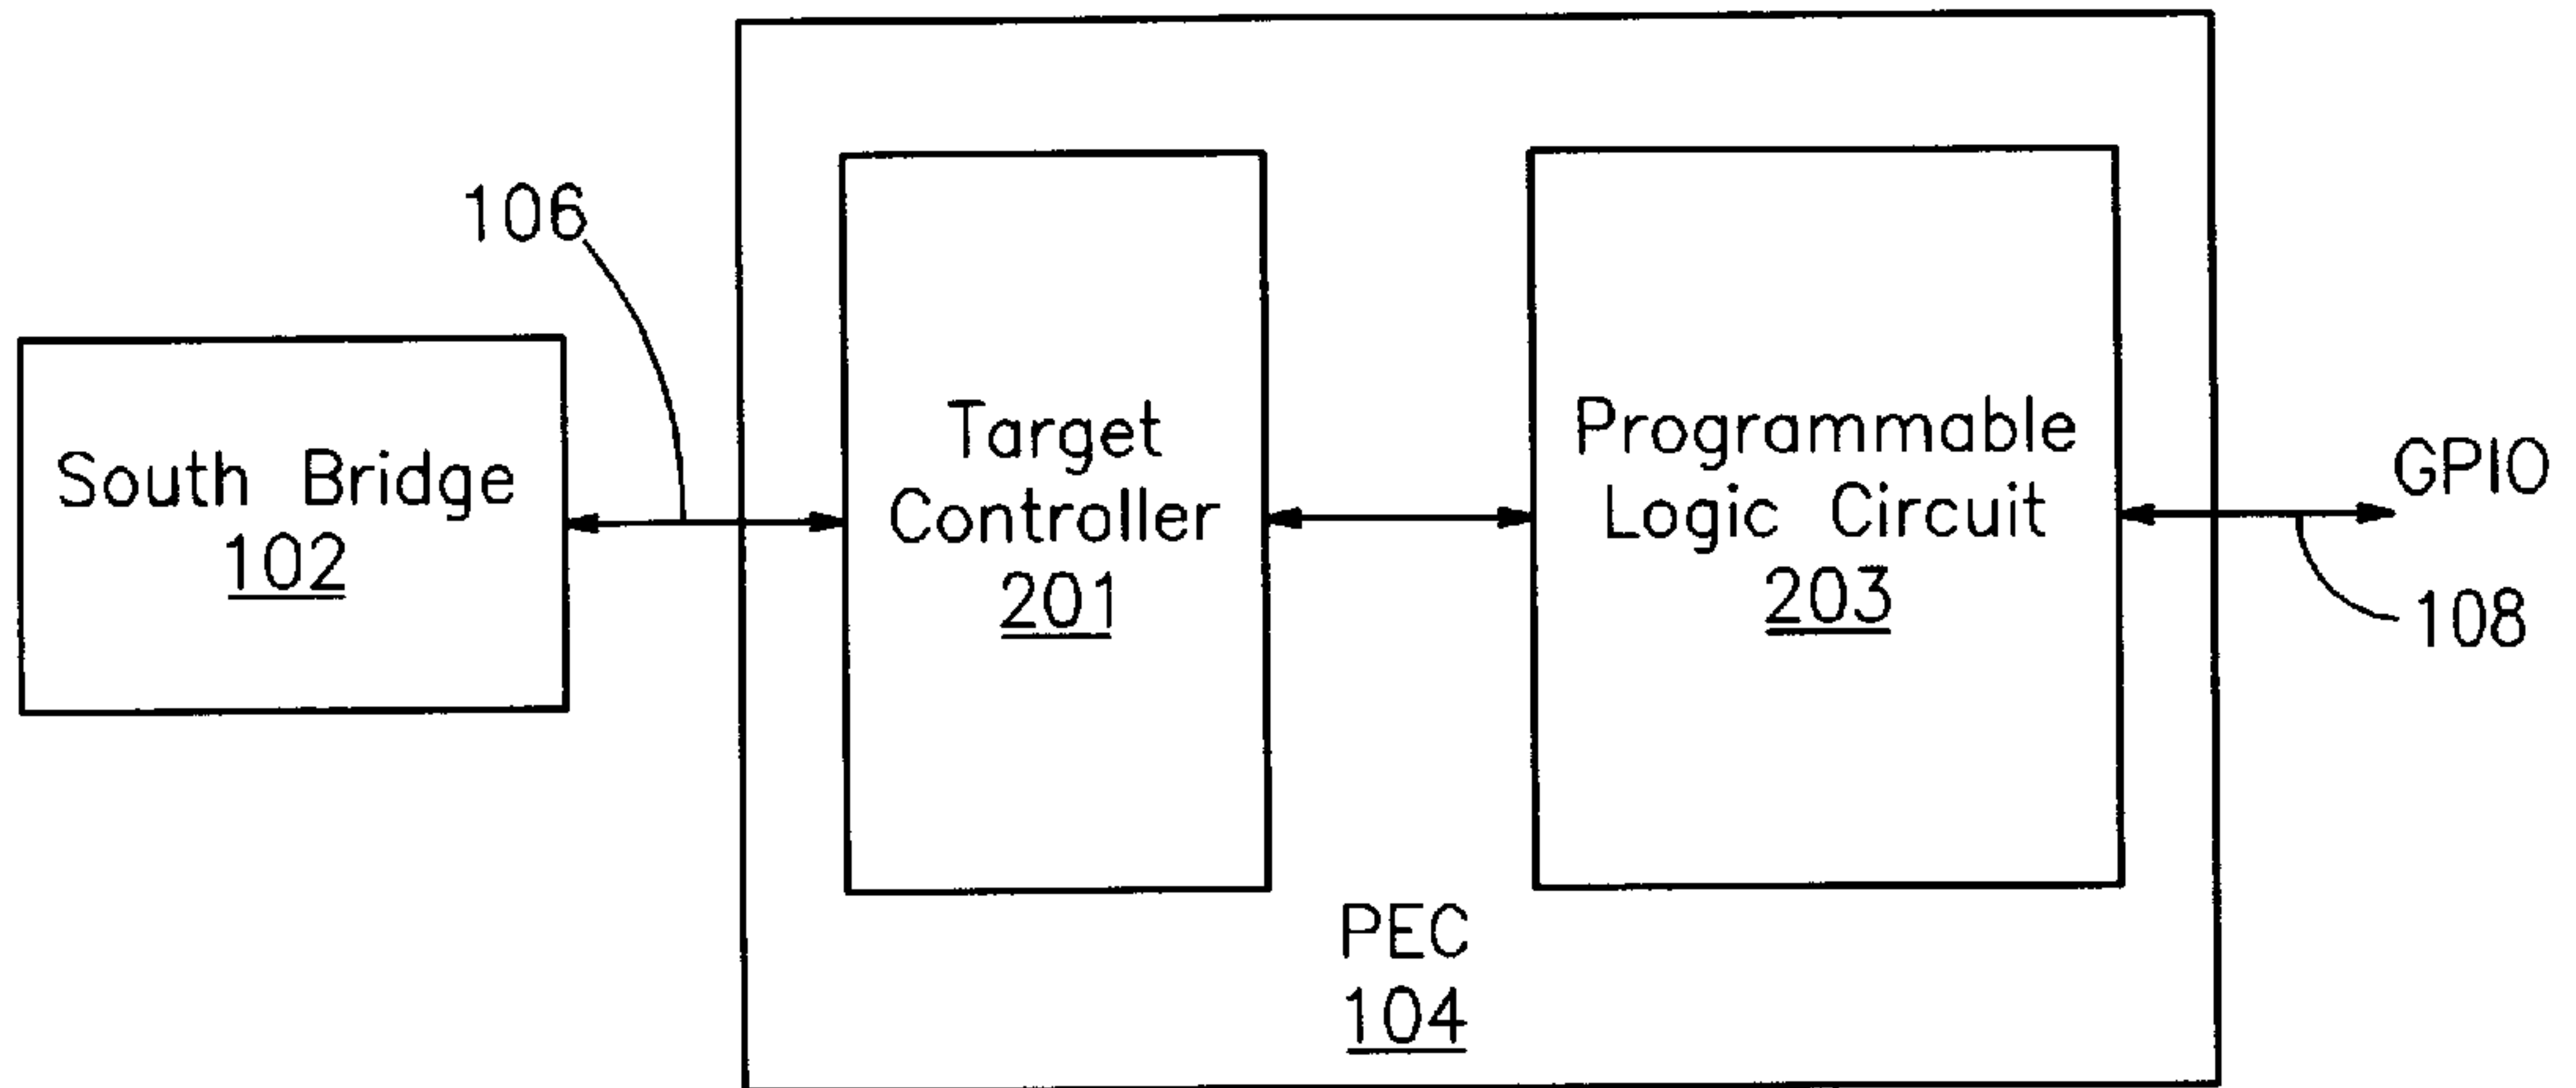 106
South Bridge
102
Target
Controller
201
Programmable
Logic Circuit
203
GPIO
108
PEC
104